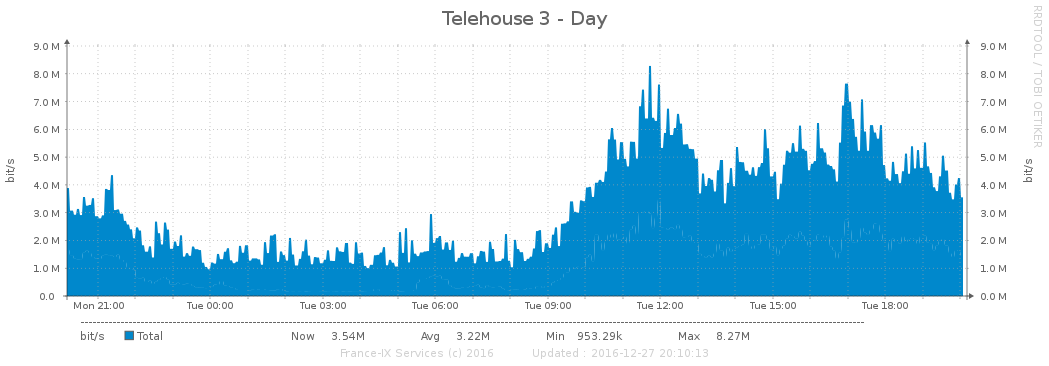 Telehouse 3 - Day
RRDTOOL / TOBI OETIKER
bit/s
9.0 M 9.0 M
8.0 M 8.0 M
7.0 M 7.0 M
6.0 M 6.0 M
5.0 M 5.0 M
4.0 M 4.0 M
3.0 M 3.0 M
2.0 M 2.0 M
1.0 M 1.0 M
0.0 0.0 M
bit/s
Mon 21:00 Tue 00:00 Tue 03:00 Tue 06:00 Tue 09:00 Tue 12:00 Tue 15:00 Tue 18:00
bit/s Total Now 3.54M Avg 3.22M Min 953.29k Max 8.27M
France-IX Services (c) 2016 Updated : 2016-12-27 20:10:13